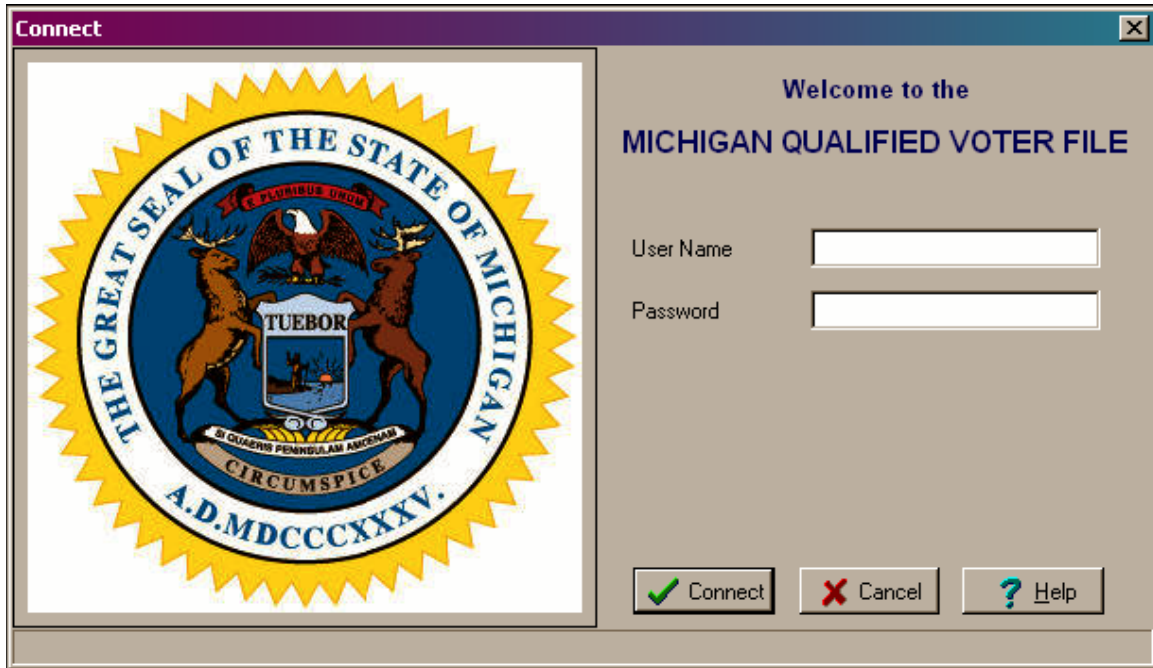 Connect
THE GREAT SEAL OF THE STATE OF MICHIGAN
E PLURIBUS UNUM
TUEBOR
SI QUAERIS PENINSULAM AMOENAM
CIRCUMSPICE
A.D.MDCCCXXXV.
Welcome to the
MICHIGAN QUALIFIED VOTER FILE
User Name
Password
Connect
Cancel
? Help